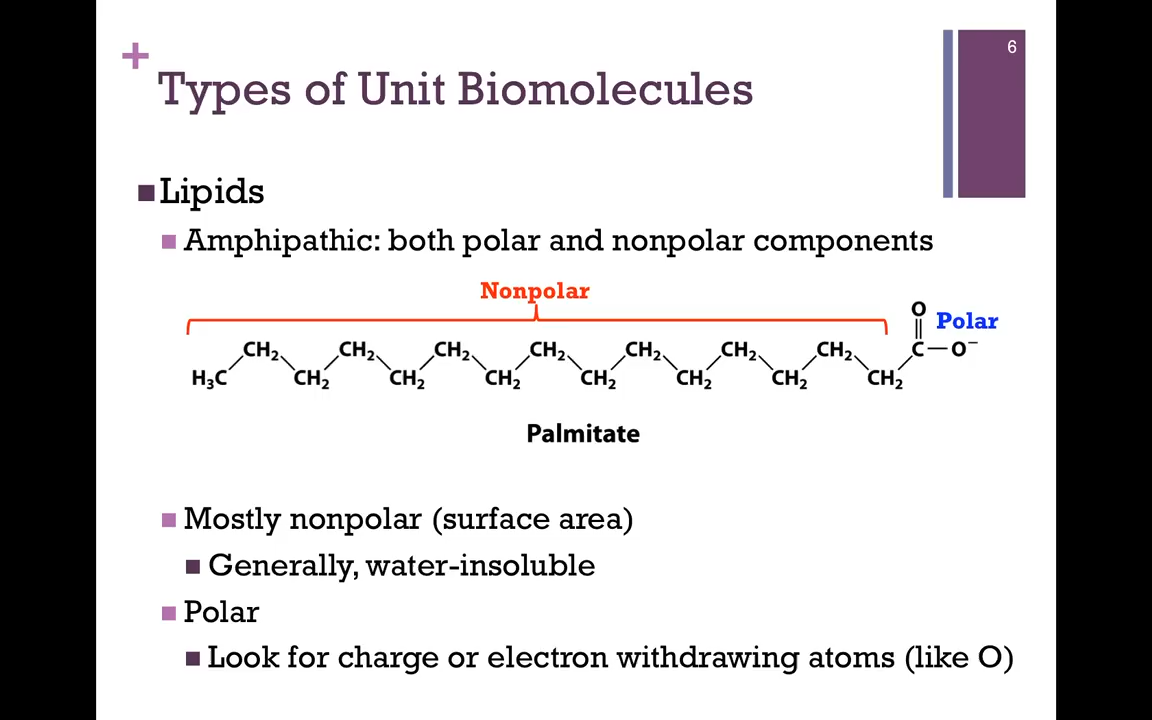 6
+
Types of Unit Biomolecules
Lipids
Amphipathic: both polar and nonpolar components
Nonpolar
O
Polar
CH₂ CH₂ CH₂ CH₂ CH₂ CH₂ CH₂ C—O⁻
H₃C CH₂ CH₂ CH₂ CH₂ CH₂ CH₂ CH₂
Palmitate
Mostly nonpolar (surface area)
Generally, water-insoluble
Polar
Look for charge or electron withdrawing atoms (like O)